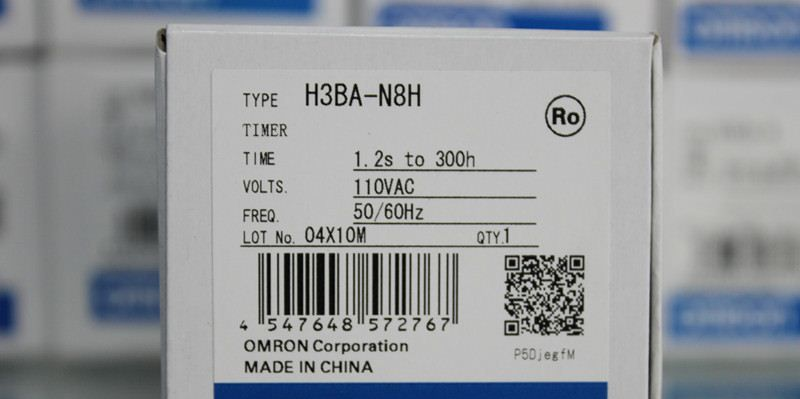 TYPE H3BA-N8H
Ro
TIMER
TIME 1.2s to 300h
VOLTS. 110VAC
FREQ. 50/60Hz
LOT No. 04X10M QTY.1
4 547648 572767
P5DjegfM
OMRON Corporation
MADE IN CHINA